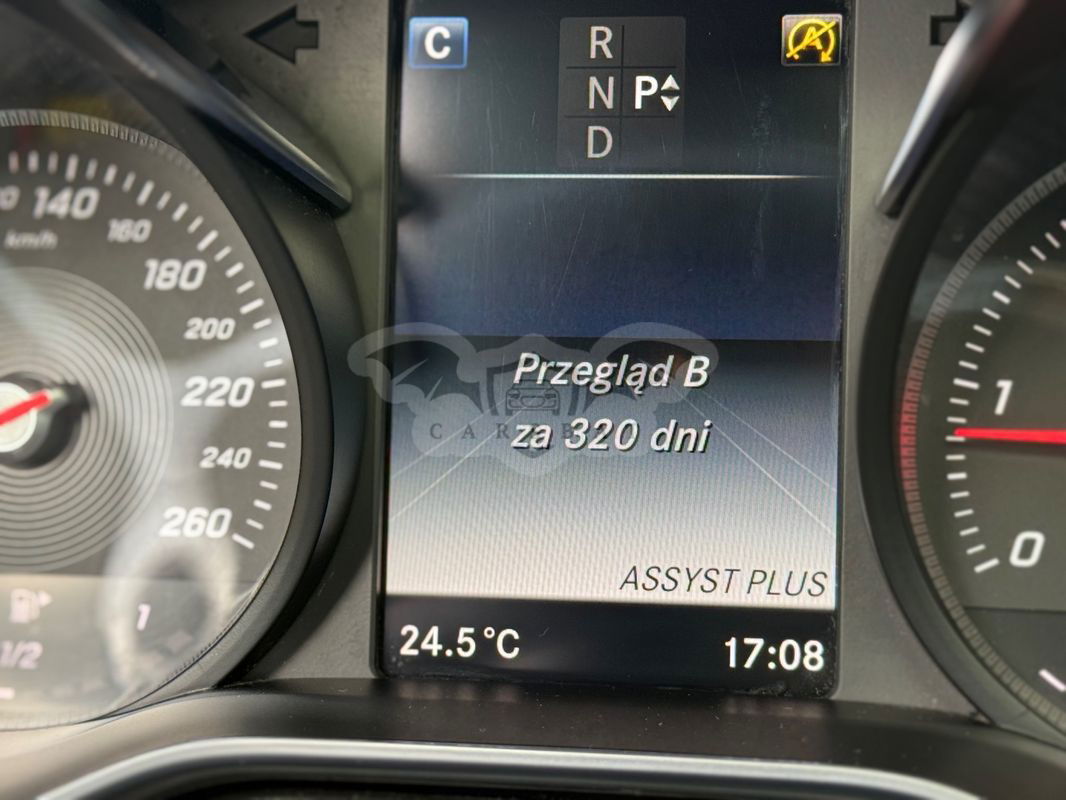 C
R
N P
D
A
140
km/h
160
180
200
220
240
260
1/2
1
Przegląd B
za 320 dni
ASSYST PLUS
24.5 °C
17:08
1
0